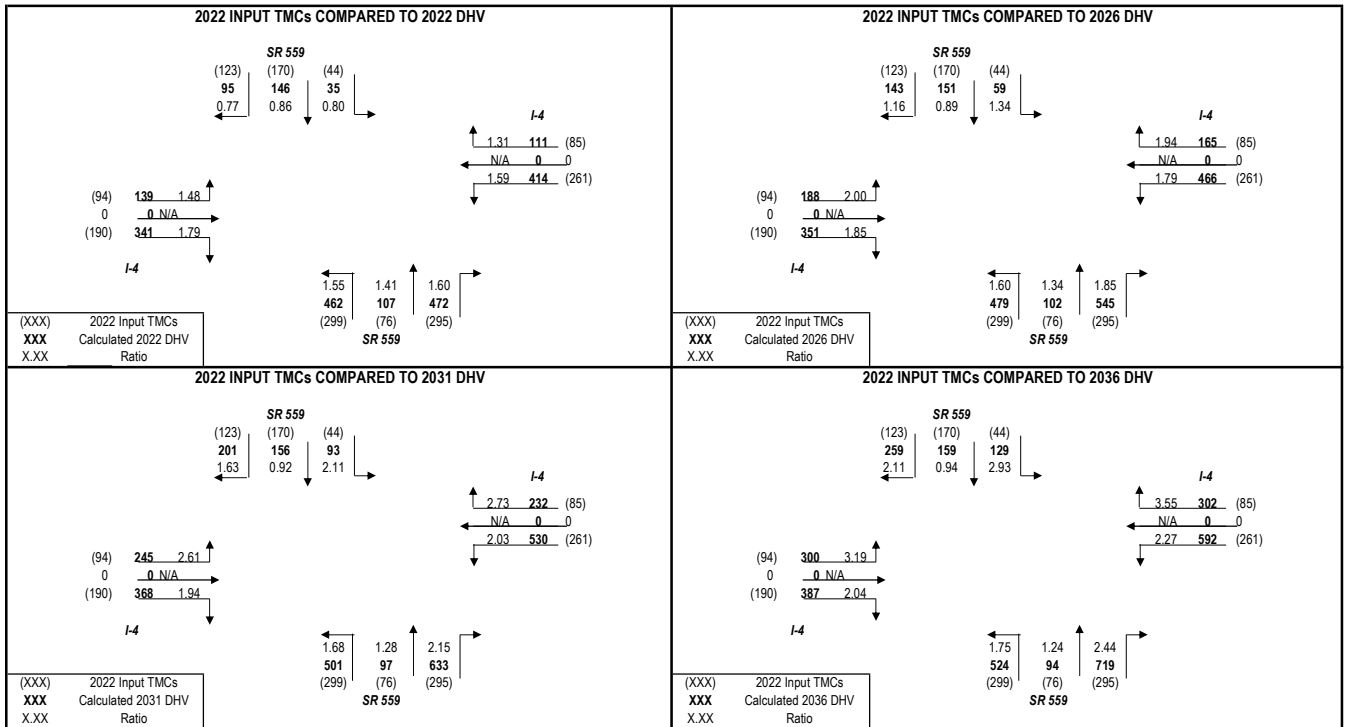 2022 INPUT TMCs COMPARED TO 2022 DHV
SR 559
(123) (170) (44)
95 146 35
0.77 0.86 0.80
I-4
1.31 111 (85)
N/A 0 0
1.59 414 (261)
(94) 139 1.48
0 0 N/A
(190) 341 1.79
I-4
1.55 1.41 1.60
462 107 472
(299) (76) (295)
SR 559
(XXX) 2022 Input TMCs
XXX Calculated 2022 DHV
X.XX Ratio
2022 INPUT TMCs COMPARED TO 2026 DHV
SR 559
(123) (170) (44)
143 151 59
1.16 0.89 1.34
I-4
1.94 165 (85)
N/A 0 0
1.79 466 (261)
(94) 188 2.00
0 0 N/A
(190) 351 1.85
I-4
1.60 1.34 1.85
479 102 545
(299) (76) (295)
SR 559
(XXX) 2022 Input TMCs
XXX Calculated 2026 DHV
X.XX Ratio
2022 INPUT TMCs COMPARED TO 2031 DHV
SR 559
(123) (170) (44)
201 156 93
1.63 0.92 2.11
I-4
2.73 232 (85)
N/A 0 0
2.03 530 (261)
(94) 245 2.61
0 0 N/A
(190) 368 1.94
I-4
1.68 1.28 2.15
501 97 633
(299) (76) (295)
SR 559
(XXX) 2022 Input TMCs
XXX Calculated 2031 DHV
X.XX Ratio
2022 INPUT TMCs COMPARED TO 2036 DHV
SR 559
(123) (170) (44)
259 159 129
2.11 0.94 2.93
I-4
3.55 302 (85)
N/A 0 0
2.27 592 (261)
(94) 300 3.19
0 0 N/A
(190) 387 2.04
I-4
1.75 1.24 2.44
524 94 719
(299) (76) (295)
SR 559
(XXX) 2022 Input TMCs
XXX Calculated 2036 DHV
X.XX Ratio